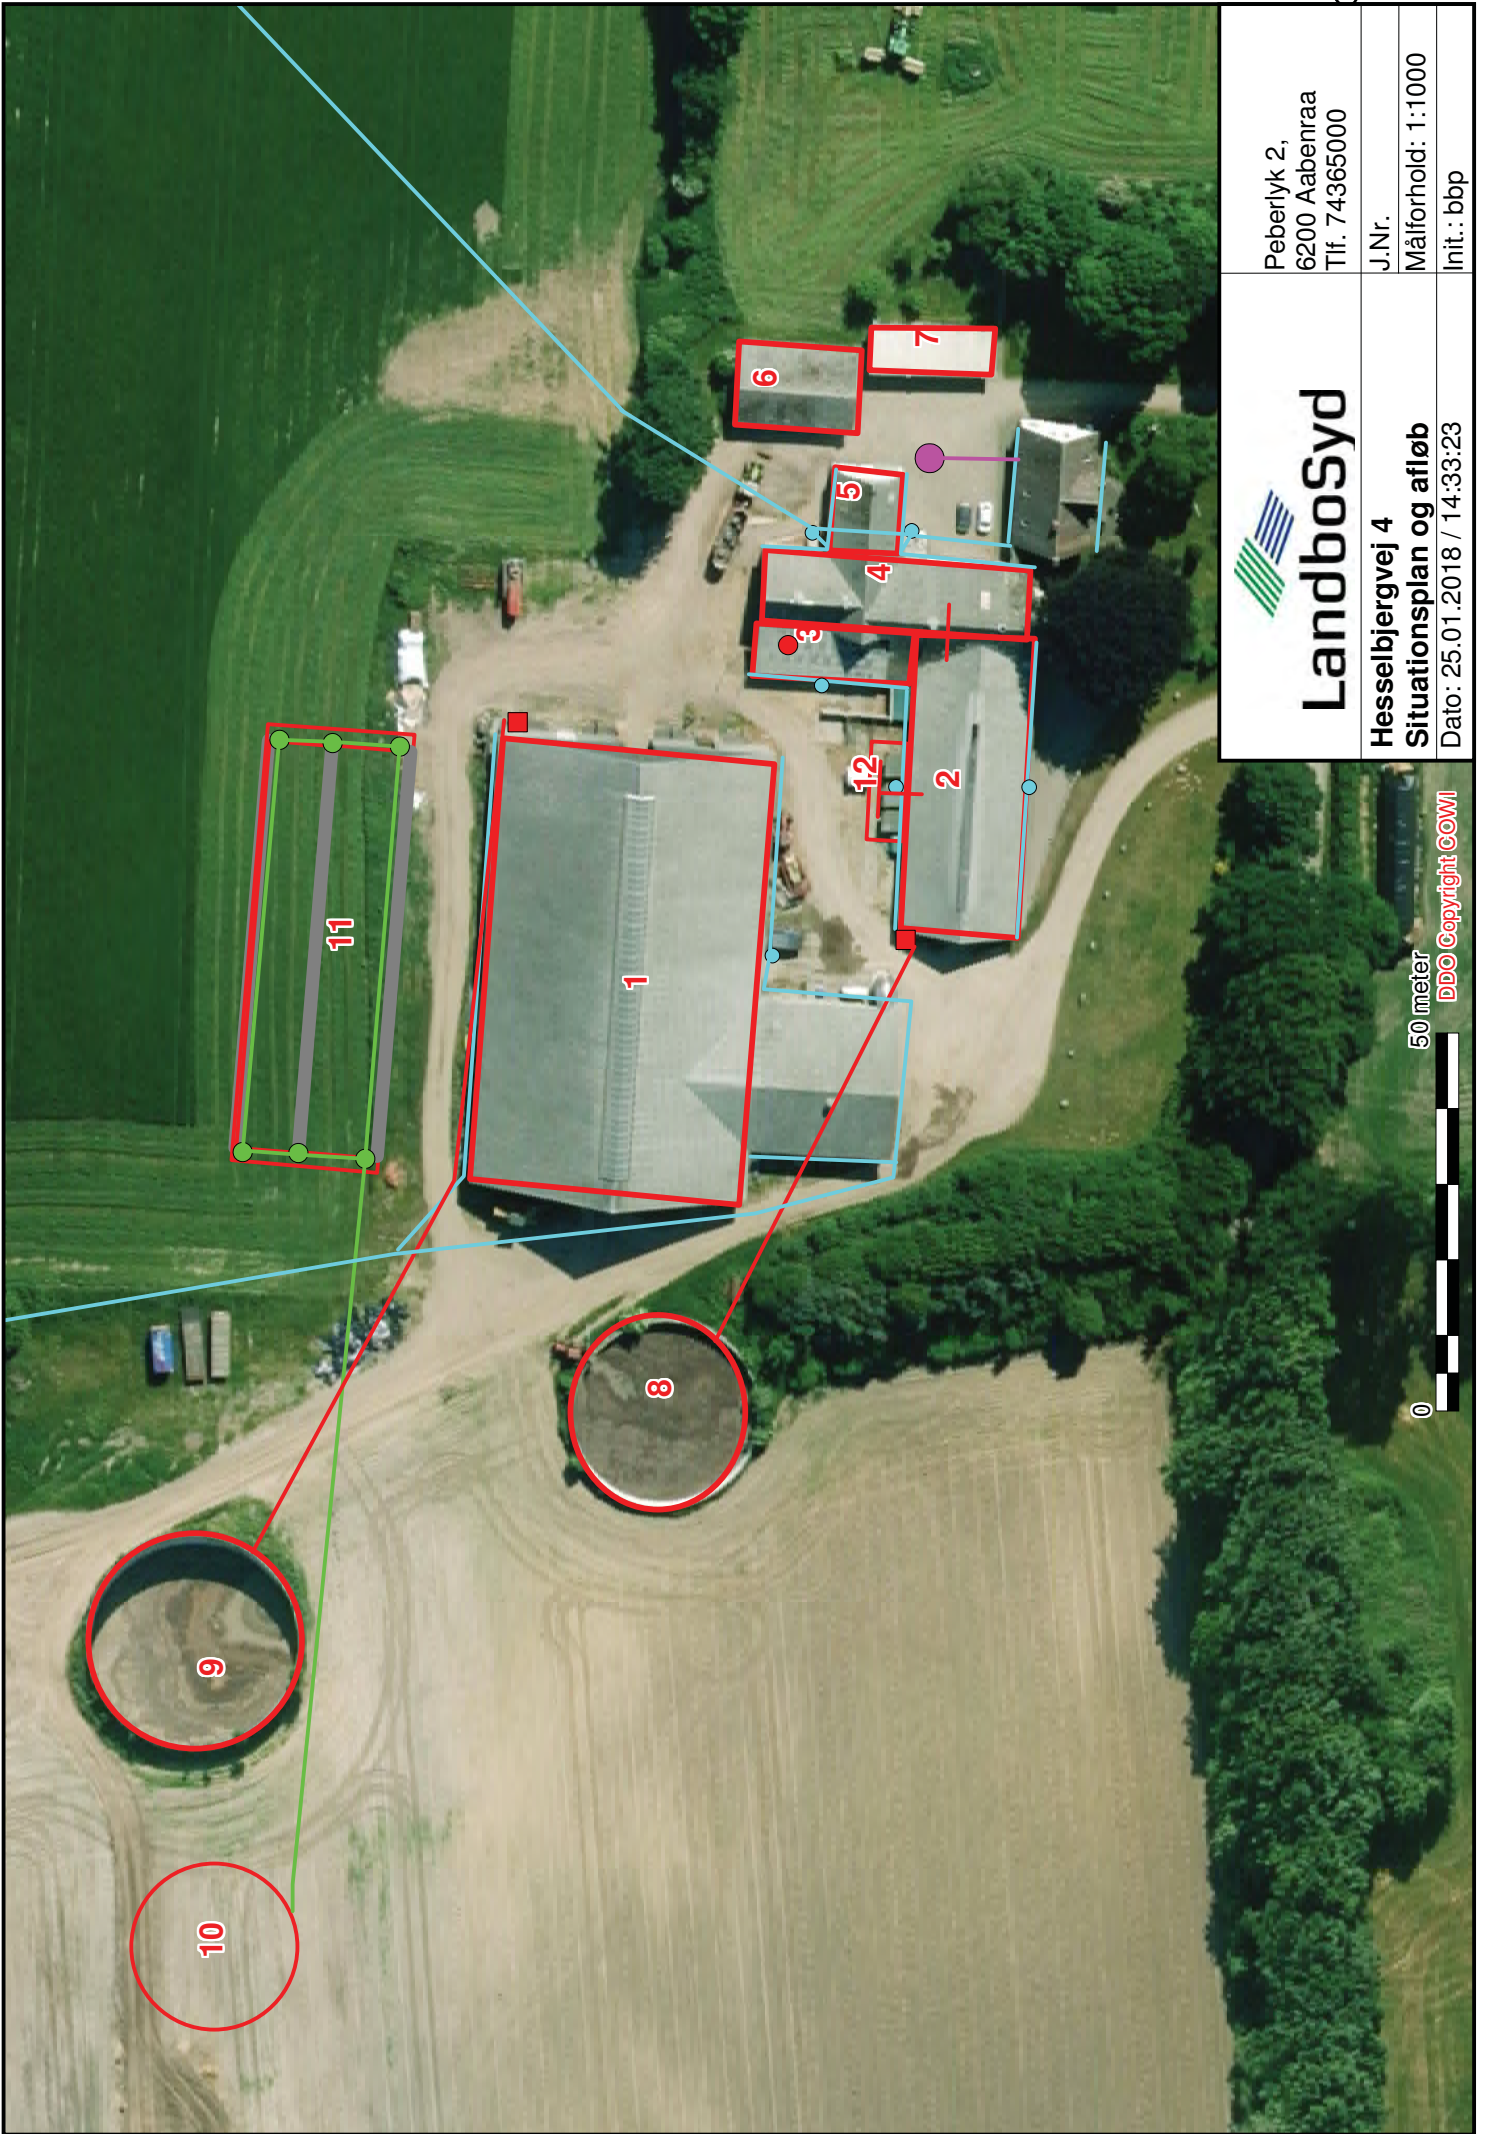 11
1
9
10
8
12
2
3
4
5
6
7
LandboSyd
Peberlyk 2,
6200 Aabenraa
Tlf. 74365000
Hesselbjergvej 4
J.Nr.
Situationsplan og afløb
Målforhold: 1:1000
Dato: 25.01.2018 / 14:33:23
Init.: bbp
0
50 meter
DDO Copyright COWI